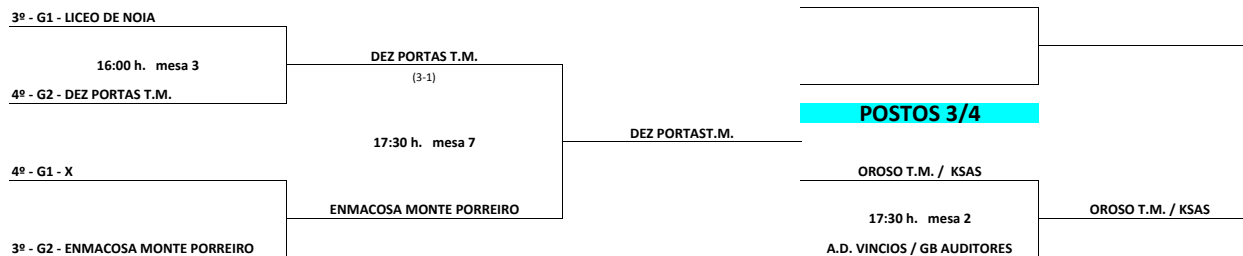 3º - G1 - LICEO DE NOIA
16:00 h. mesa 3
DEZ PORTAS T.M.
(3-1)
4º - G2 - DEZ PORTAS T.M.
17:30 h. mesa 7
DEZ PORTAST.M.
4º - G1 - X
ENMACOSA MONTE PORREIRO
3º - G2 - ENMACOSA MONTE PORREIRO
POSTOS 3/4
OROSO T.M. / KSAS
17:30 h. mesa 2
OROSO T.M. / KSAS
A.D. VINCIOS / GB AUDITORES